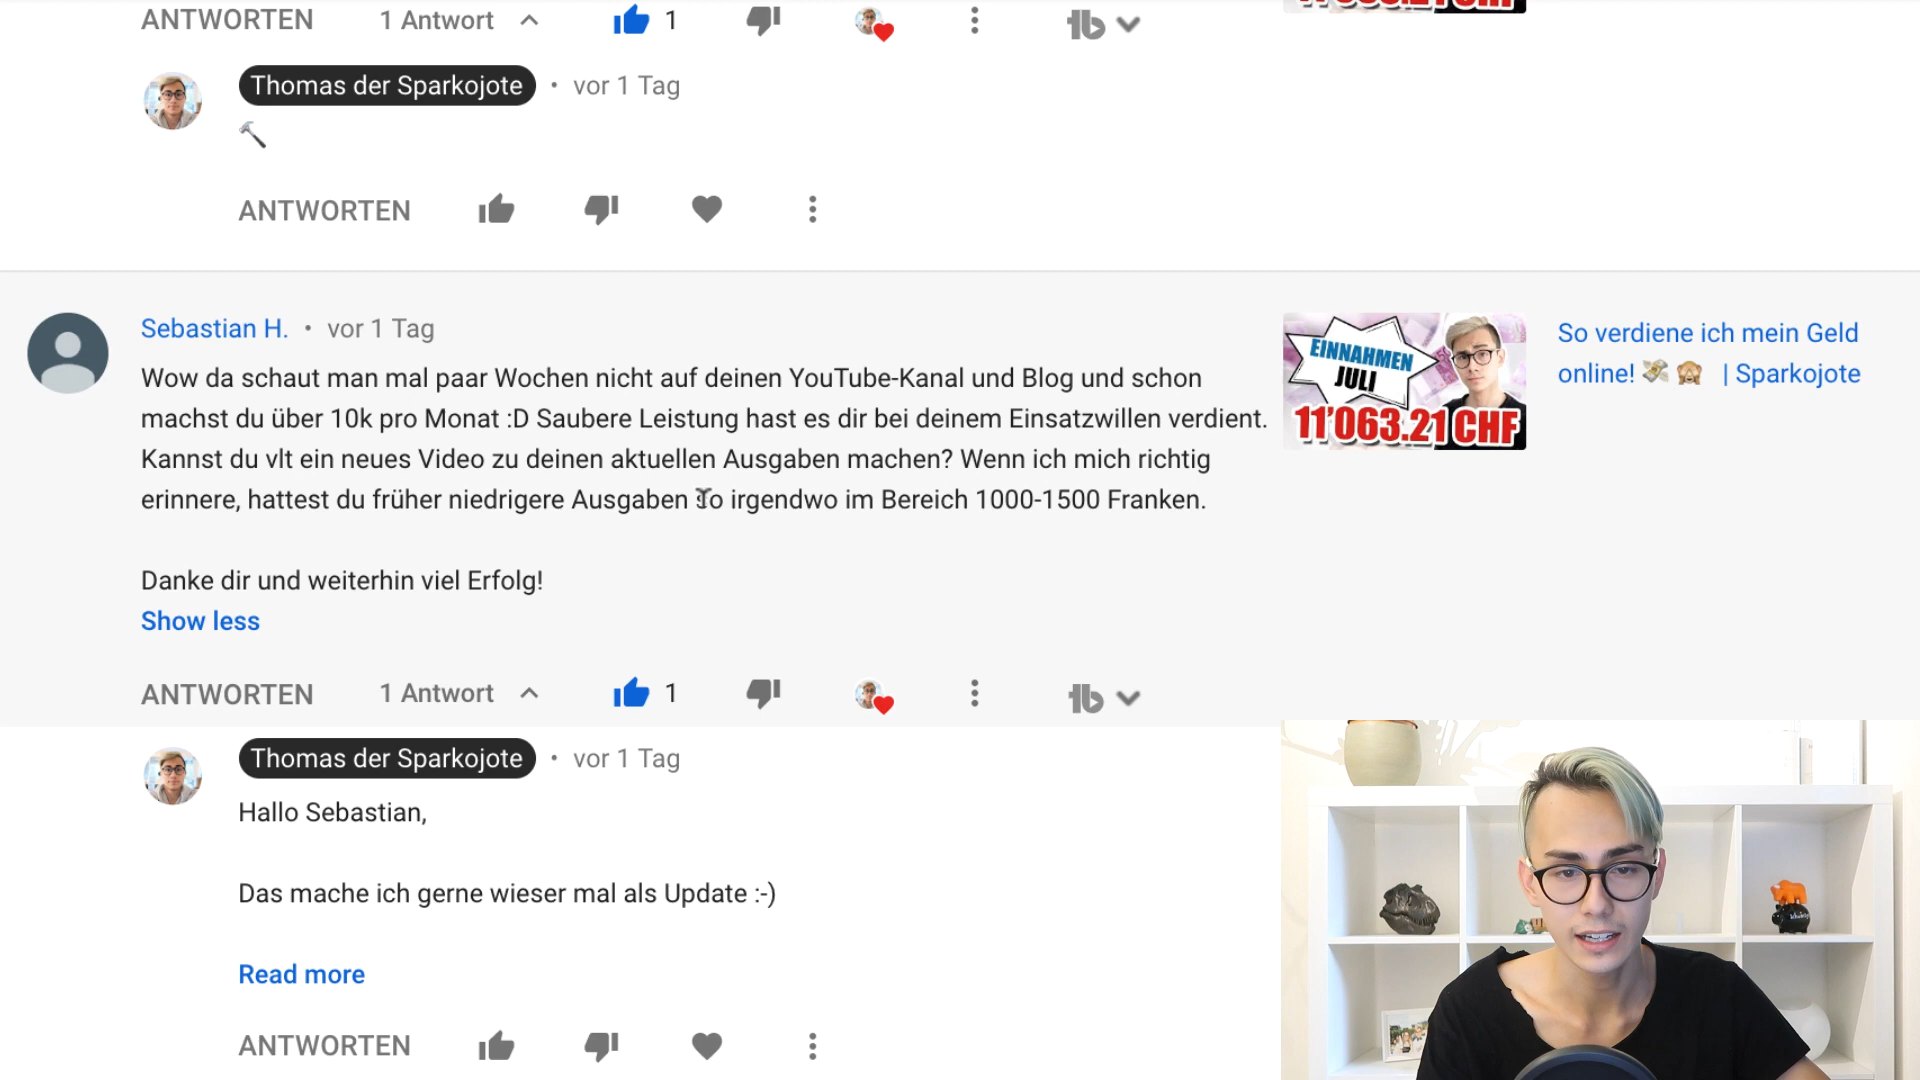 ANTWORTEN 1 Antwort 1
Thomas der Sparkojote • vor 1 Tag
ANTWORTEN
Sebastian H. • vor 1 Tag
Wow da schaut man mal paar Wochen nicht auf deinen YouTube-Kanal und Blog und schon
machst du über 10k pro Monat :D Saubere Leistung hast es dir bei deinem Einsatzwillen verdient.
Kannst du vlt ein neues Video zu deinen aktuellen Ausgaben machen? Wenn ich mich richtig
erinnere, hattest du früher niedrigere Ausgaben so irgendwo im Bereich 1000-1500 Franken.
Danke dir und weiterhin viel Erfolg!
Show less
EINNAHMEN
JULI
11'063.21 CHF
So verdiene ich mein Geld
online! 💸 🙈 | Sparkojote
ANTWORTEN 1 Antwort 1
Thomas der Sparkojote • vor 1 Tag
Hallo Sebastian,
Das mache ich gerne wieser mal als Update :-)
Read more
ANTWORTEN